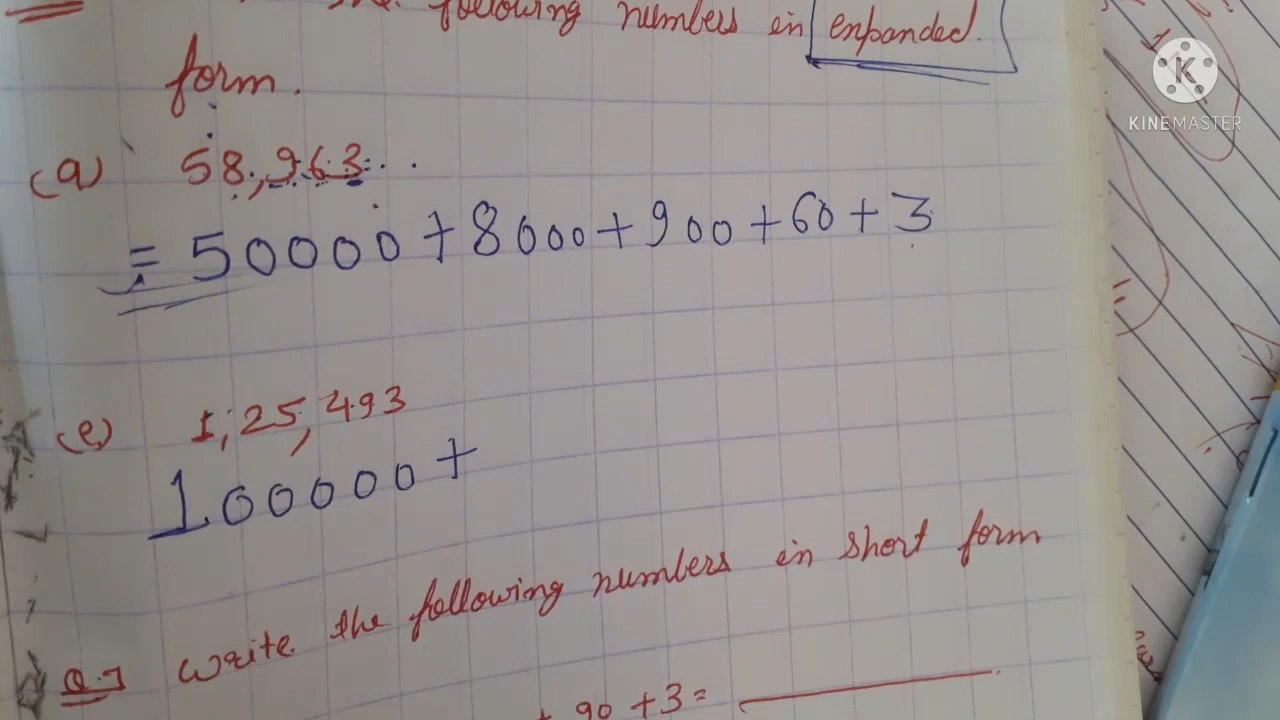 following numbers in expanded.
form.
(a) 58,963
= 50000 + 8000 + 900 + 60 + 3
(e) 1,25,493
100000 +
Q.7 Write the following numbers in short form
+ 90 + 3 =
K
KINEMASTER